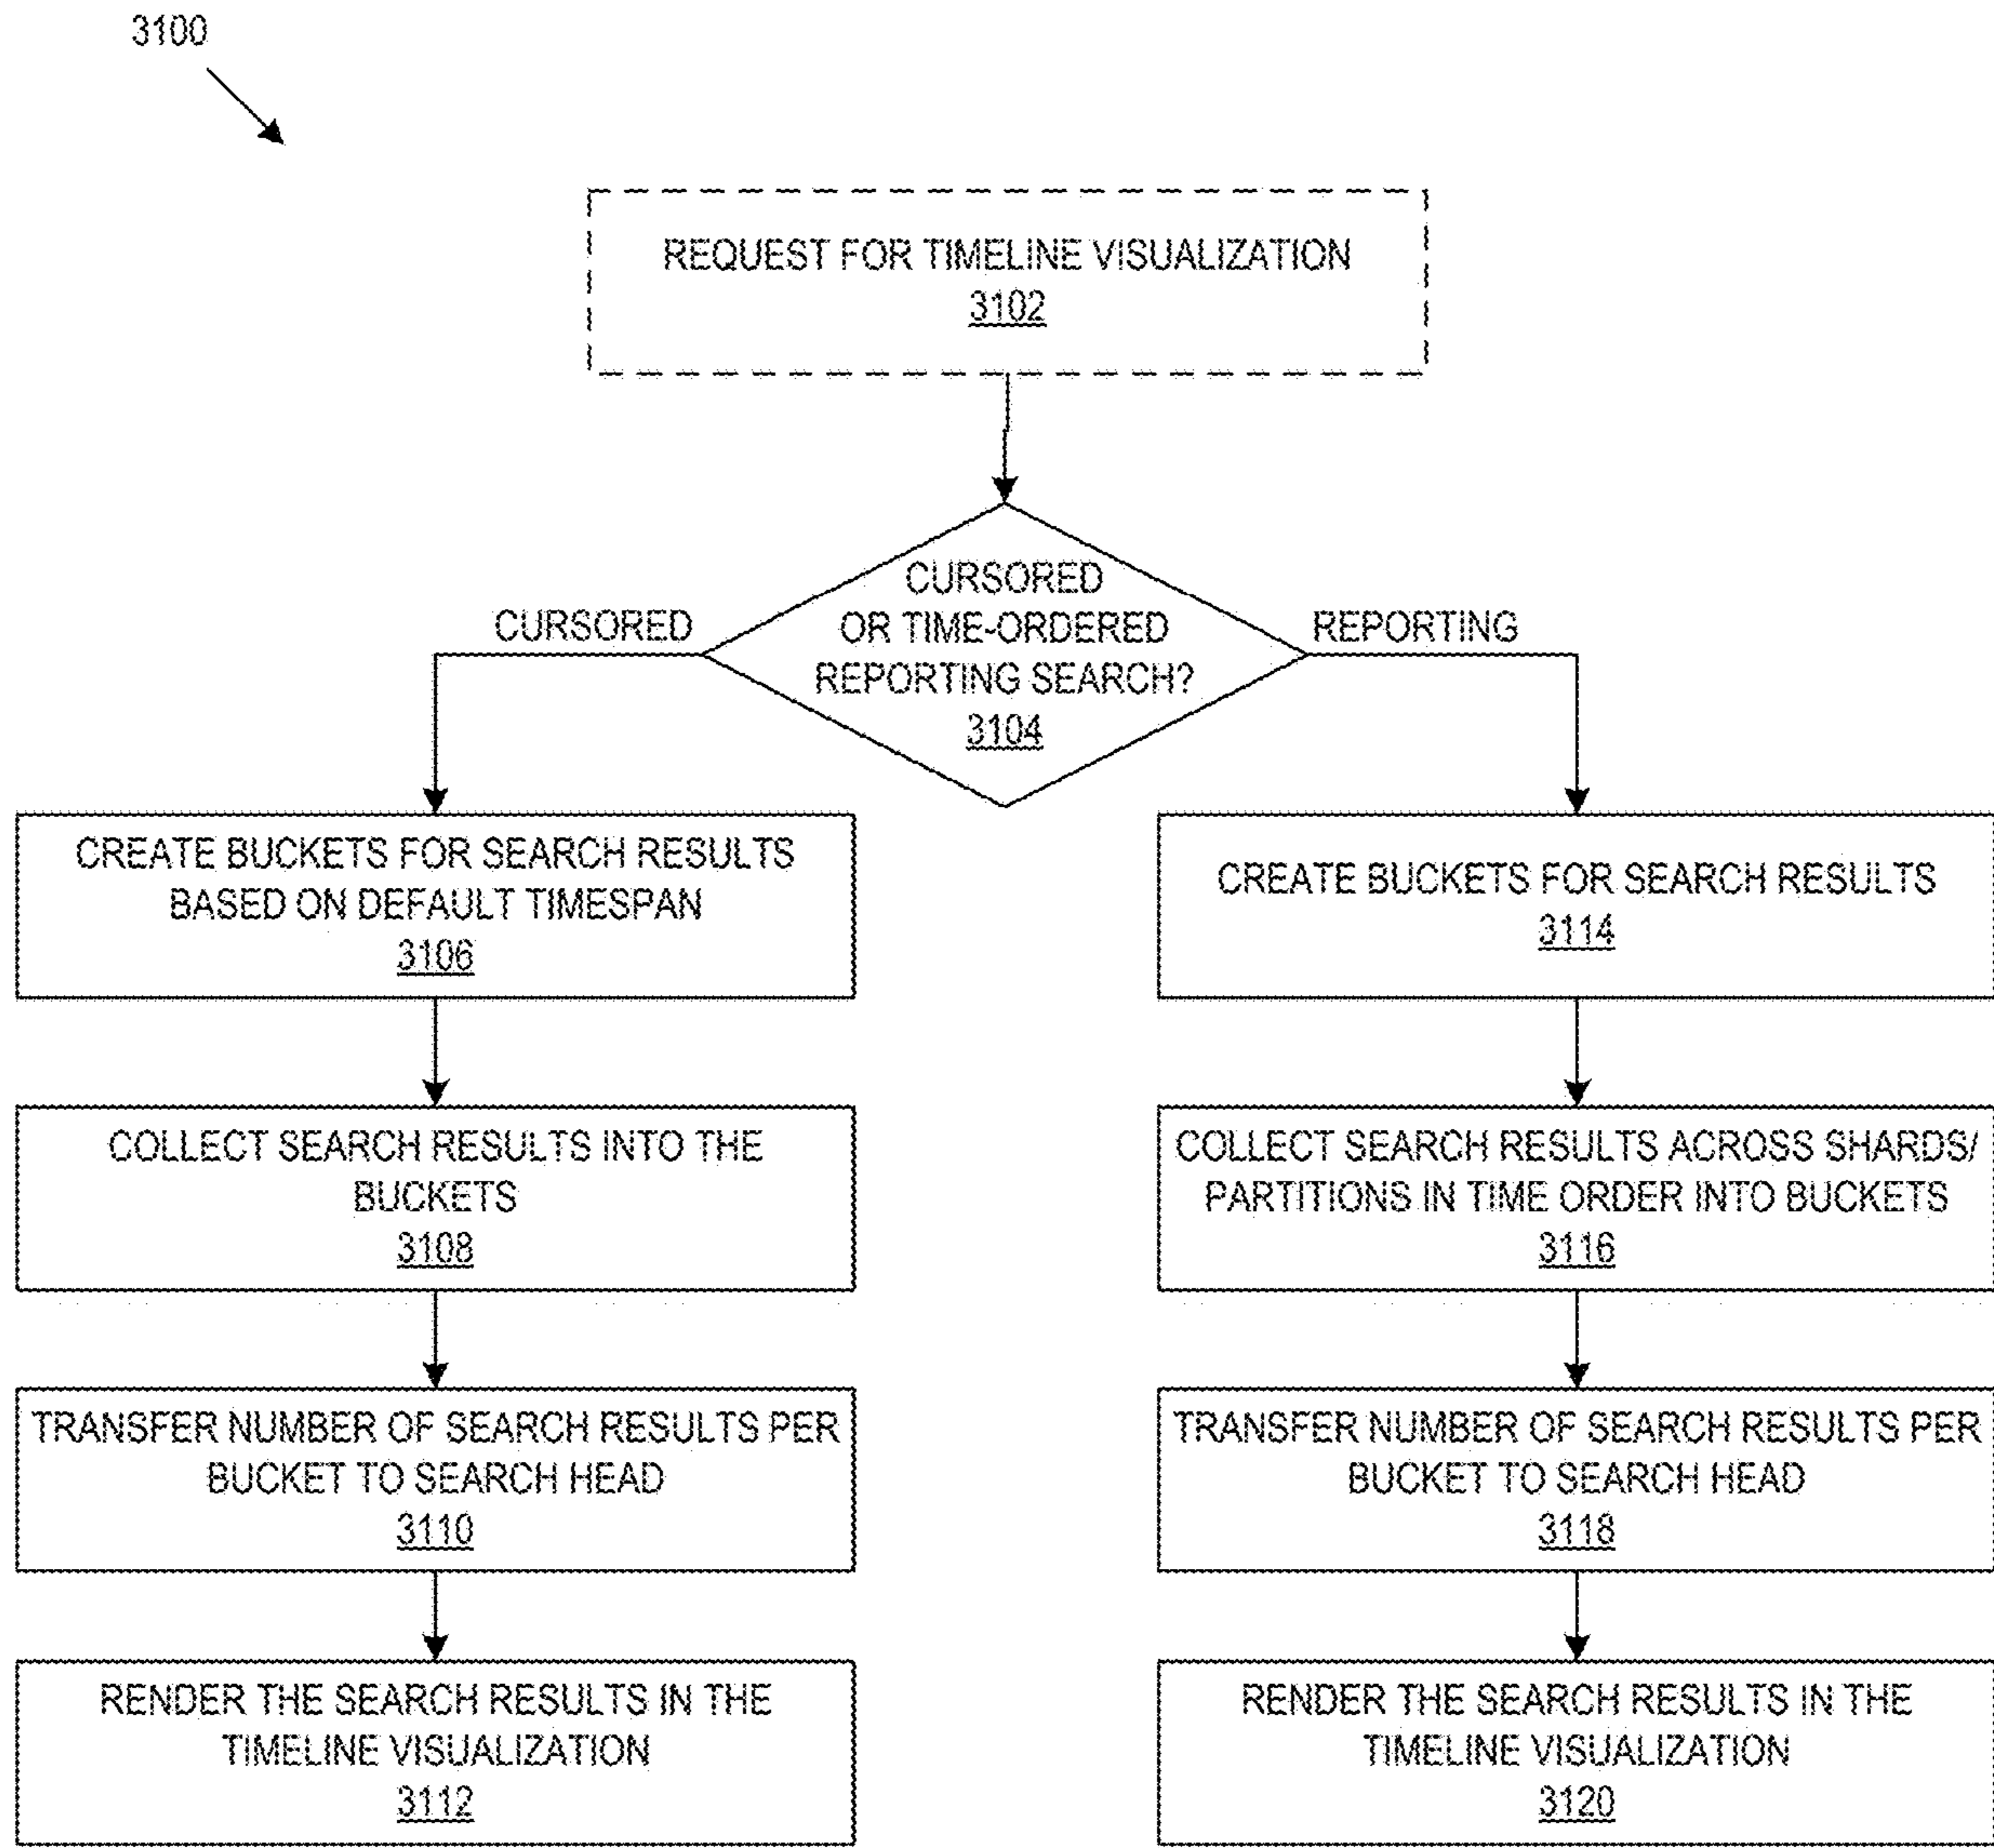 3100
REQUEST FOR TIMELINE VISUALIZATION
3102
CURSORED
OR TIME-ORDERED
REPORTING SEARCH?
3104
CURSORED
REPORTING
CREATE BUCKETS FOR SEARCH RESULTS
BASED ON DEFAULT TIMESPAN
3106
COLLECT SEARCH RESULTS INTO THE
BUCKETS
3108
TRANSFER NUMBER OF SEARCH RESULTS PER
BUCKET TO SEARCH HEAD
3110
RENDER THE SEARCH RESULTS IN THE
TIMELINE VISUALIZATION
3112
CREATE BUCKETS FOR SEARCH RESULTS
3114
COLLECT SEARCH RESULTS ACROSS SHARDS/
PARTITIONS IN TIME ORDER INTO BUCKETS
3116
TRANSFER NUMBER OF SEARCH RESULTS PER
BUCKET TO SEARCH HEAD
3118
RENDER THE SEARCH RESULTS IN THE
TIMELINE VISUALIZATION
3120